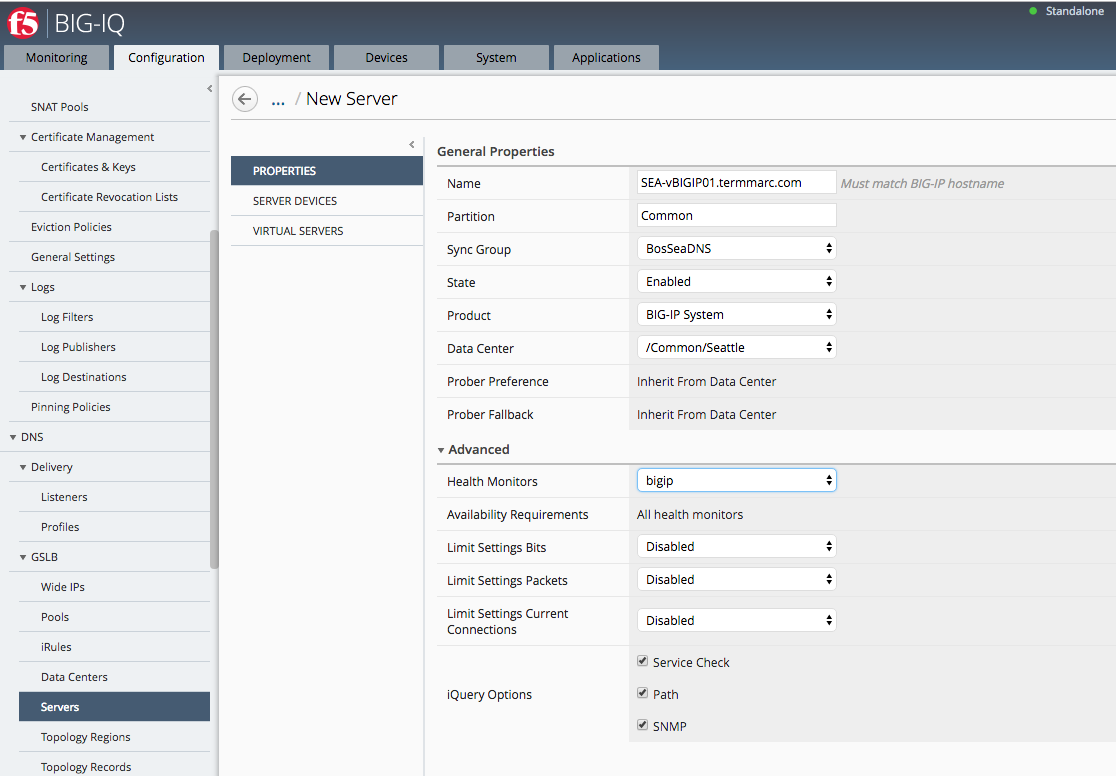 f5 BIG-IQ
Standalone
Monitoring
Configuration
Deployment
Devices
System
Applications
SNAT Pools
Certificate Management
Certificates & Keys
Certificate Revocation Lists
Eviction Policies
General Settings
Logs
Log Filters
Log Publishers
Log Destinations
Pinning Policies
DNS
Delivery
Listeners
Profiles
GSLB
Wide IPs
Pools
iRules
Data Centers
Servers
Topology Regions
Topology Records
... / New Server
PROPERTIES
SERVER DEVICES
VIRTUAL SERVERS
General Properties
Name SEA-vBIGIP01.termmarc.com Must match BIG-IP hostname
Partition Common
Sync Group BosSeaDNS
State Enabled
Product BIG-IP System
Data Center /Common/Seattle
Prober Preference Inherit From Data Center
Prober Fallback Inherit From Data Center
Advanced
Health Monitors bigip
Availability Requirements All health monitors
Limit Settings Bits Disabled
Limit Settings Packets Disabled
Limit Settings Current
Connections Disabled
iQuery Options
Service Check
Path
SNMP